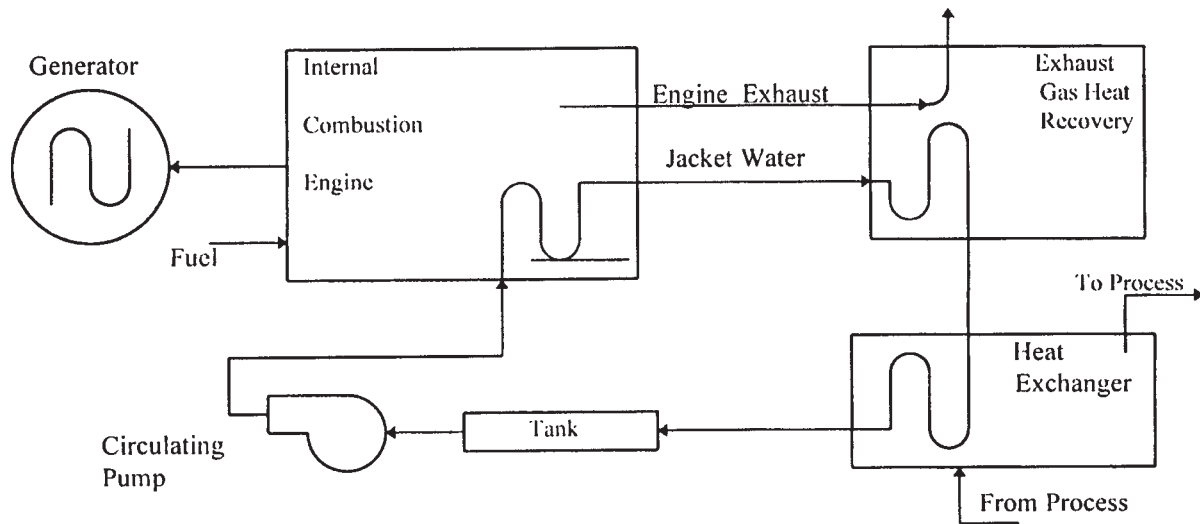 Generator
Internal
Combustion
Engine
Fuel
Engine Exhaust
Jacket Water
Exhaust
Gas Heat
Recovery
To Process
Heat
Exchanger
Tank
Circulating
Pump
From Process